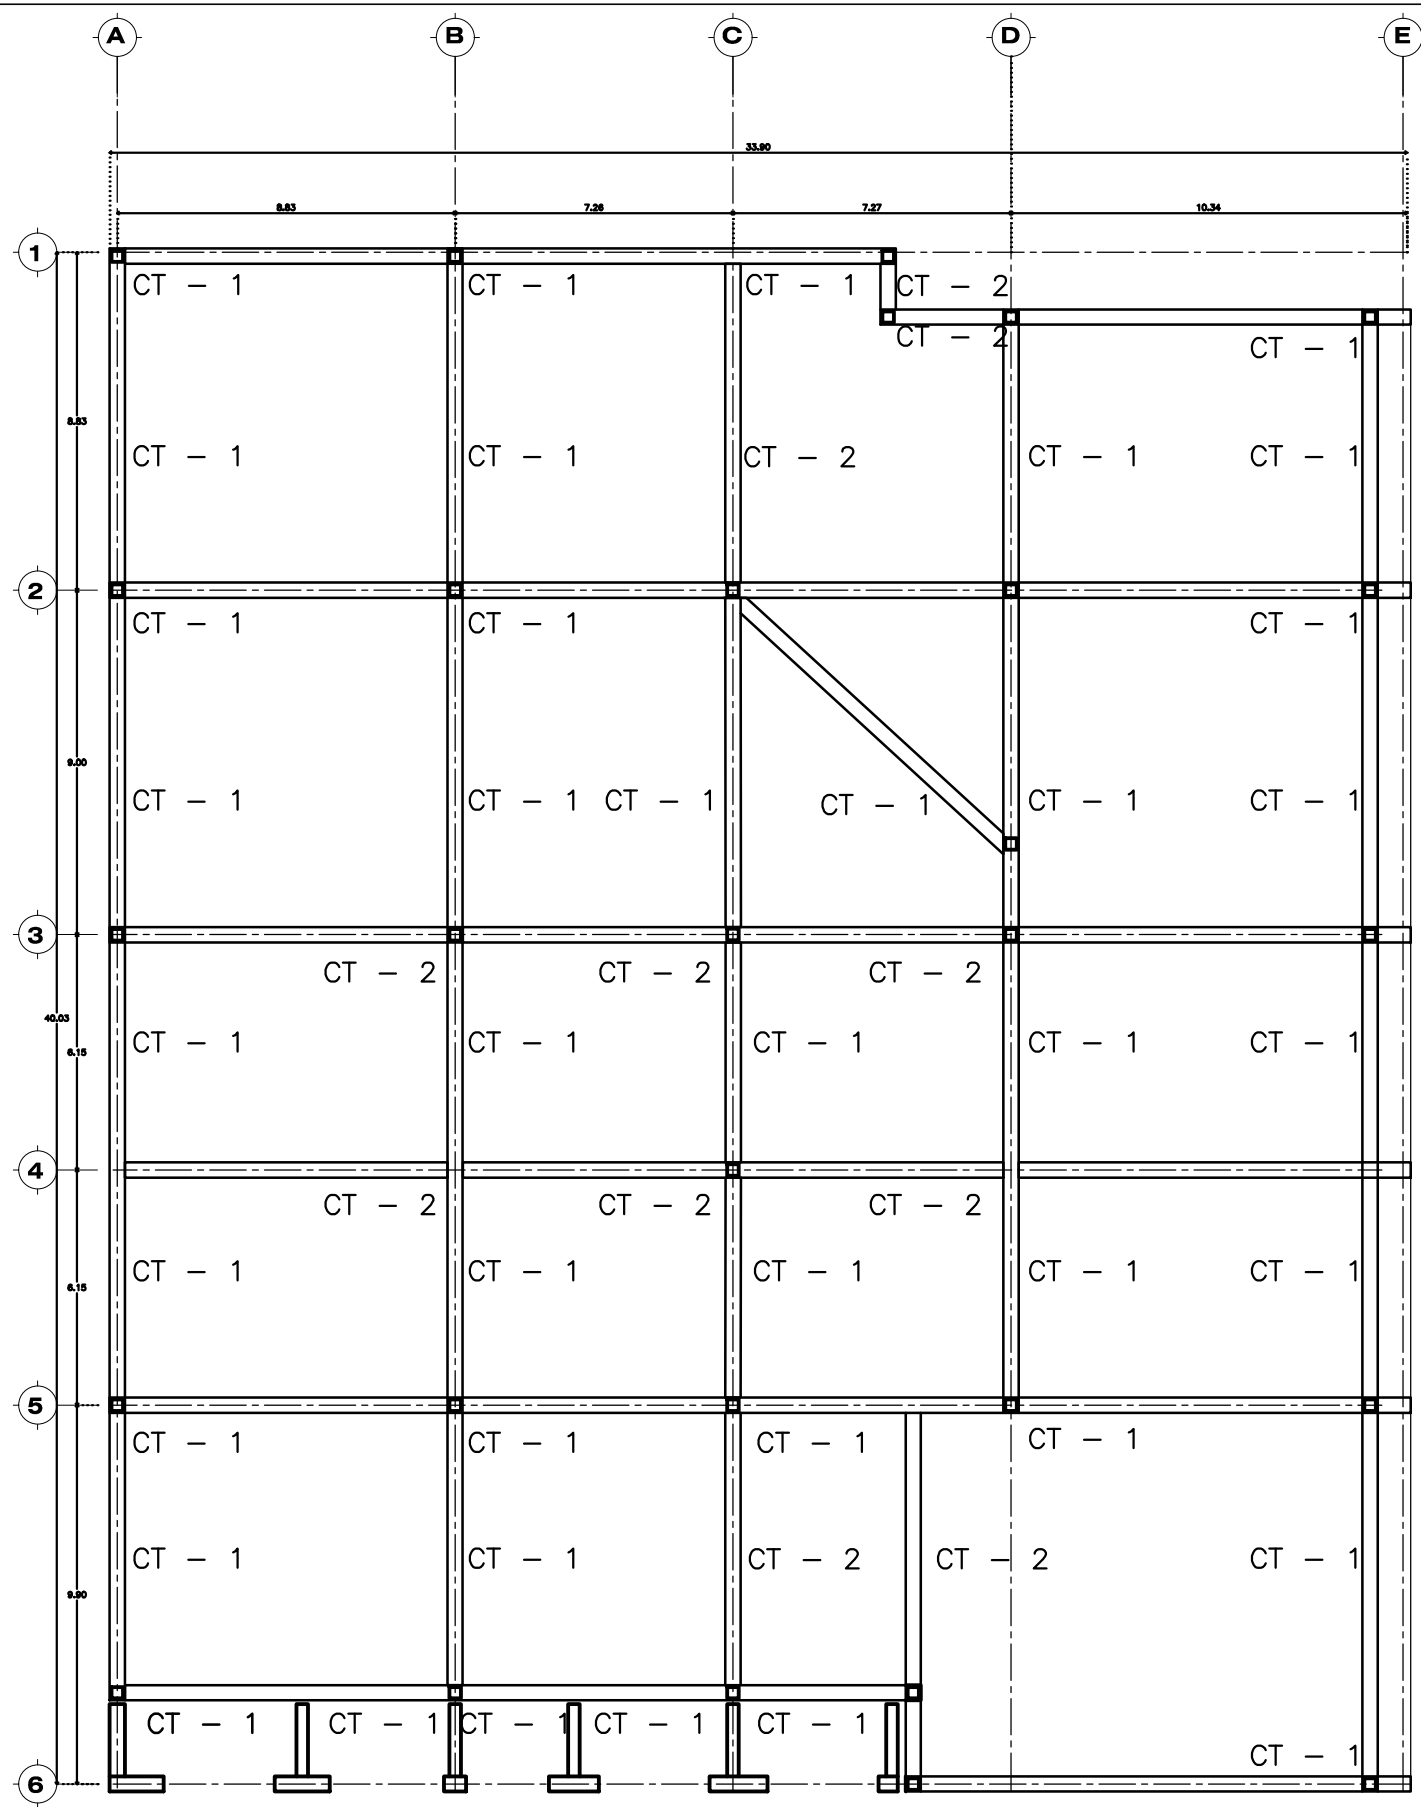 A B C D E
33.90
8.83 7.26 7.27 10.34
1
CT - 1 CT - 1 CT - 1 CT - 2
CT - 2
CT - 1
8.83
CT - 1 CT - 1 CT - 2 CT - 1 CT - 1
2
CT - 1 CT - 1 CT - 1
9.00
CT - 1 CT - 1 CT - 1 CT - 1 CT - 1 CT - 1
3
CT - 2 CT - 2 CT - 2
40.03
CT - 1 CT - 1 CT - 1 CT - 1 CT - 1
6.15
4
CT - 2 CT - 2 CT - 2
CT - 1 CT - 1 CT - 1 CT - 1 CT - 1
6.15
5
CT - 1 CT - 1 CT - 1 CT - 1
CT - 1 CT - 1 CT - 2 CT - 2 CT - 1
9.90
CT - 1 CT - 1 CT - 1 CT - 1 CT - 1
CT - 1
6